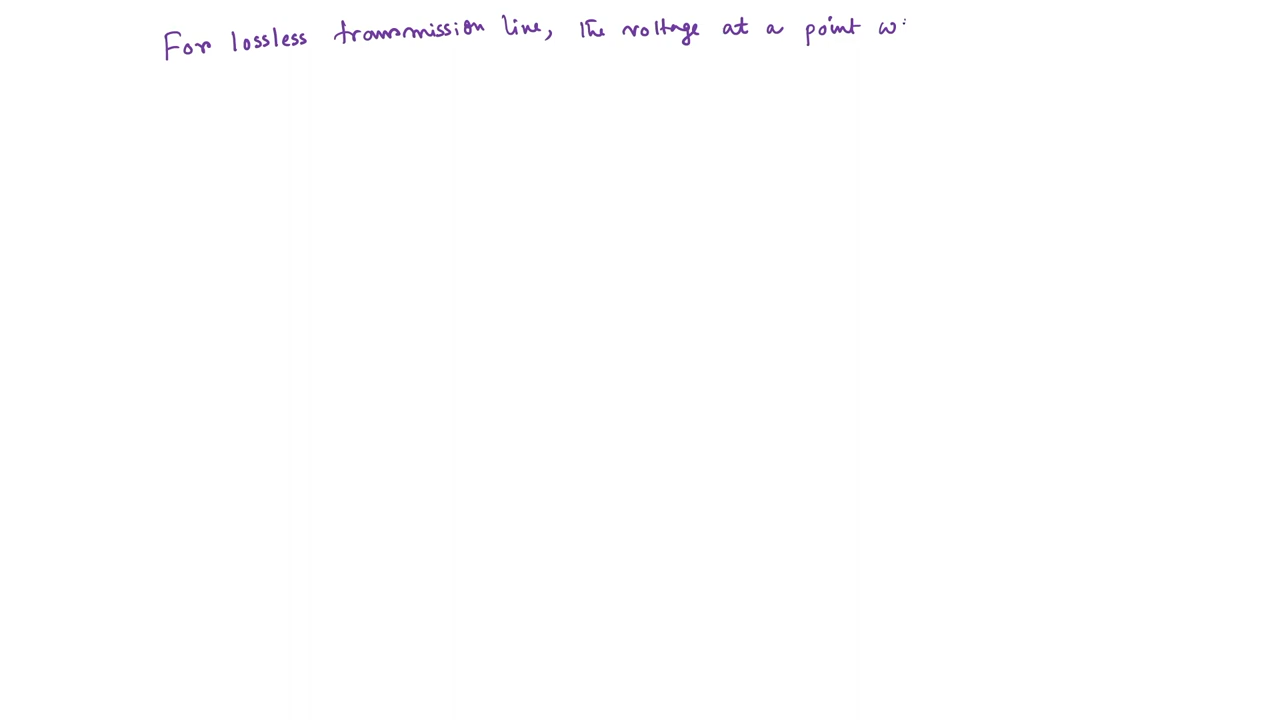 For lossless transmission line, the voltage at a point